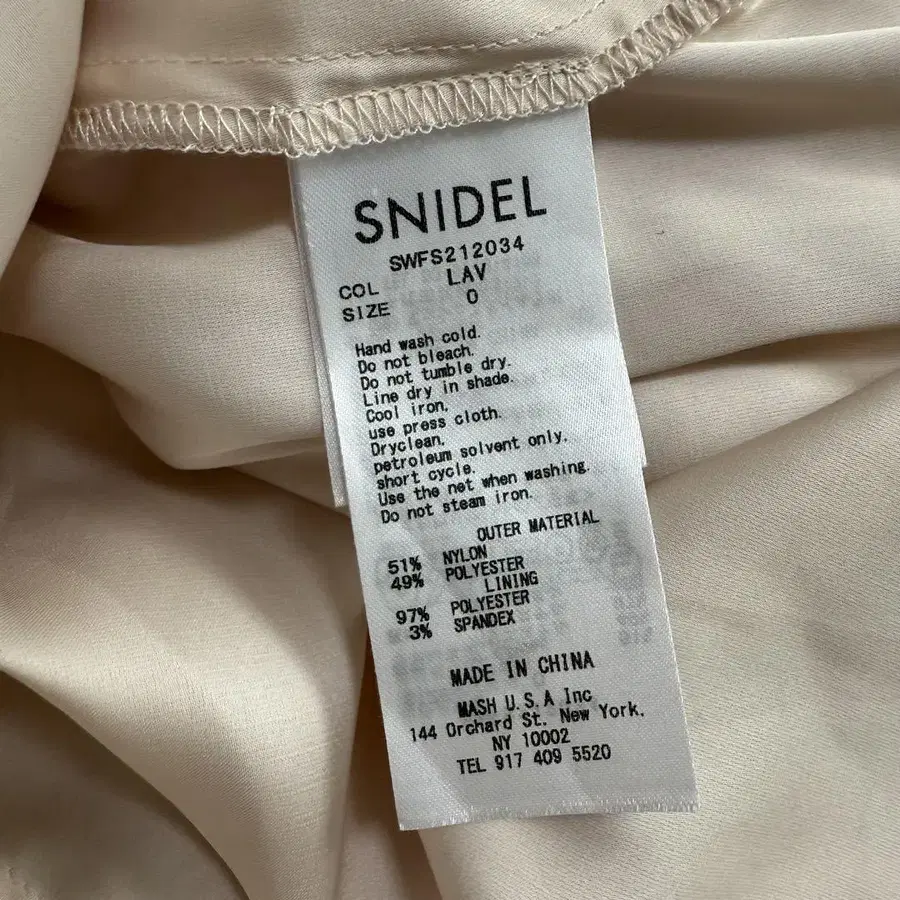 SNIDEL
SWFS212034
COL LAV
SIZE 0
Hand wash cold.
Do not bleach.
Do not tumble dry.
Line dry in shade.
Cool iron.
use press cloth.
Dryclean.
petroleum solvent only.
short cycle.
Use the net when washing.
Do not steam iron.
OUTER MATERIAL
51% NYLON
49% POLYESTER
LINING
97% POLYESTER
3% SPANDEX
MADE IN CHINA
MASH U.S.A Inc
144 Orchard St. New York,
NY 10002
TEL 917 409 5520